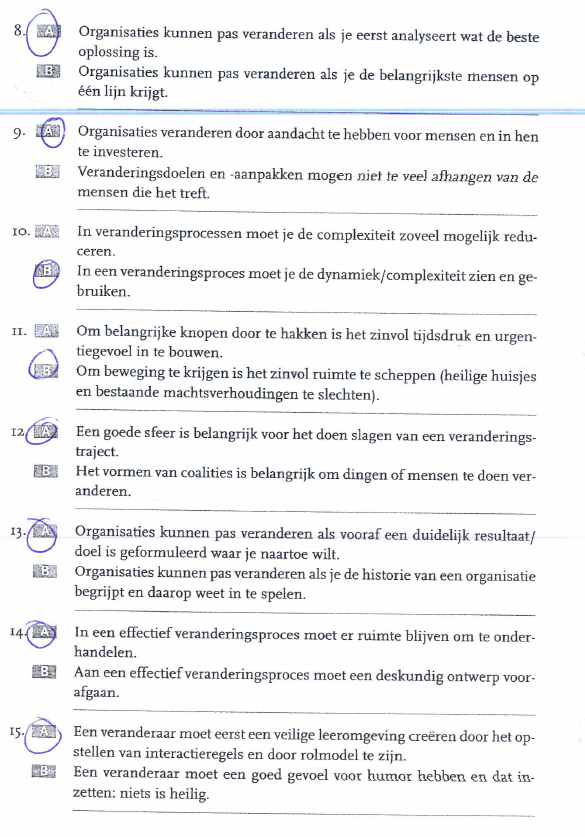 8. A Organisaties kunnen pas veranderen als je eerst analyseert wat de beste
oplossing is.
B Organisaties kunnen pas veranderen als je de belangrijkste mensen op
één lijn krijgt.
9. A Organisaties veranderen door aandacht te hebben voor mensen en in hen
te investeren.
B Veranderingsdoelen en -aanpakken mogen niet te veel afhangen van de
mensen die het treft.
10. A In veranderingsprocessen moet je de complexiteit zoveel mogelijk redu-
ceren.
B In een veranderingsproces moet je de dynamiek/complexiteit zien en ge-
bruiken.
11. A Om belangrijke knopen door te hakken is het zinvol tijdsdruk en urgen-
tiegevoel in te bouwen.
B Om beweging te krijgen is het zinvol ruimte te scheppen (heilige huisjes
en bestaande machtsverhoudingen te slechten).
12. A Een goede sfeer is belangrijk voor het doen slagen van een veranderings-
traject.
B Het vormen van coalities is belangrijk om dingen of mensen te doen ver-
anderen.
13. A Organisaties kunnen pas veranderen als vooraf een duidelijk resultaat/
doel is geformuleerd waar je naartoe wilt.
B Organisaties kunnen pas veranderen als je de historie van een organisatie
begrijpt en daarop weet in te spelen.
14. A In een effectief veranderingsproces moet er ruimte blijven om te onder-
handelen.
B Aan een effectief veranderingsproces moet een deskundig ontwerp voor-
afgaan.
15. A Een veranderaar moet eerst een veilige leeromgeving creëren door het op-
stellen van interactieregels en door rolmodel te zijn.
B Een veranderaar moet een goed gevoel voor humor hebben en dat in-
zetten: niets is heilig.